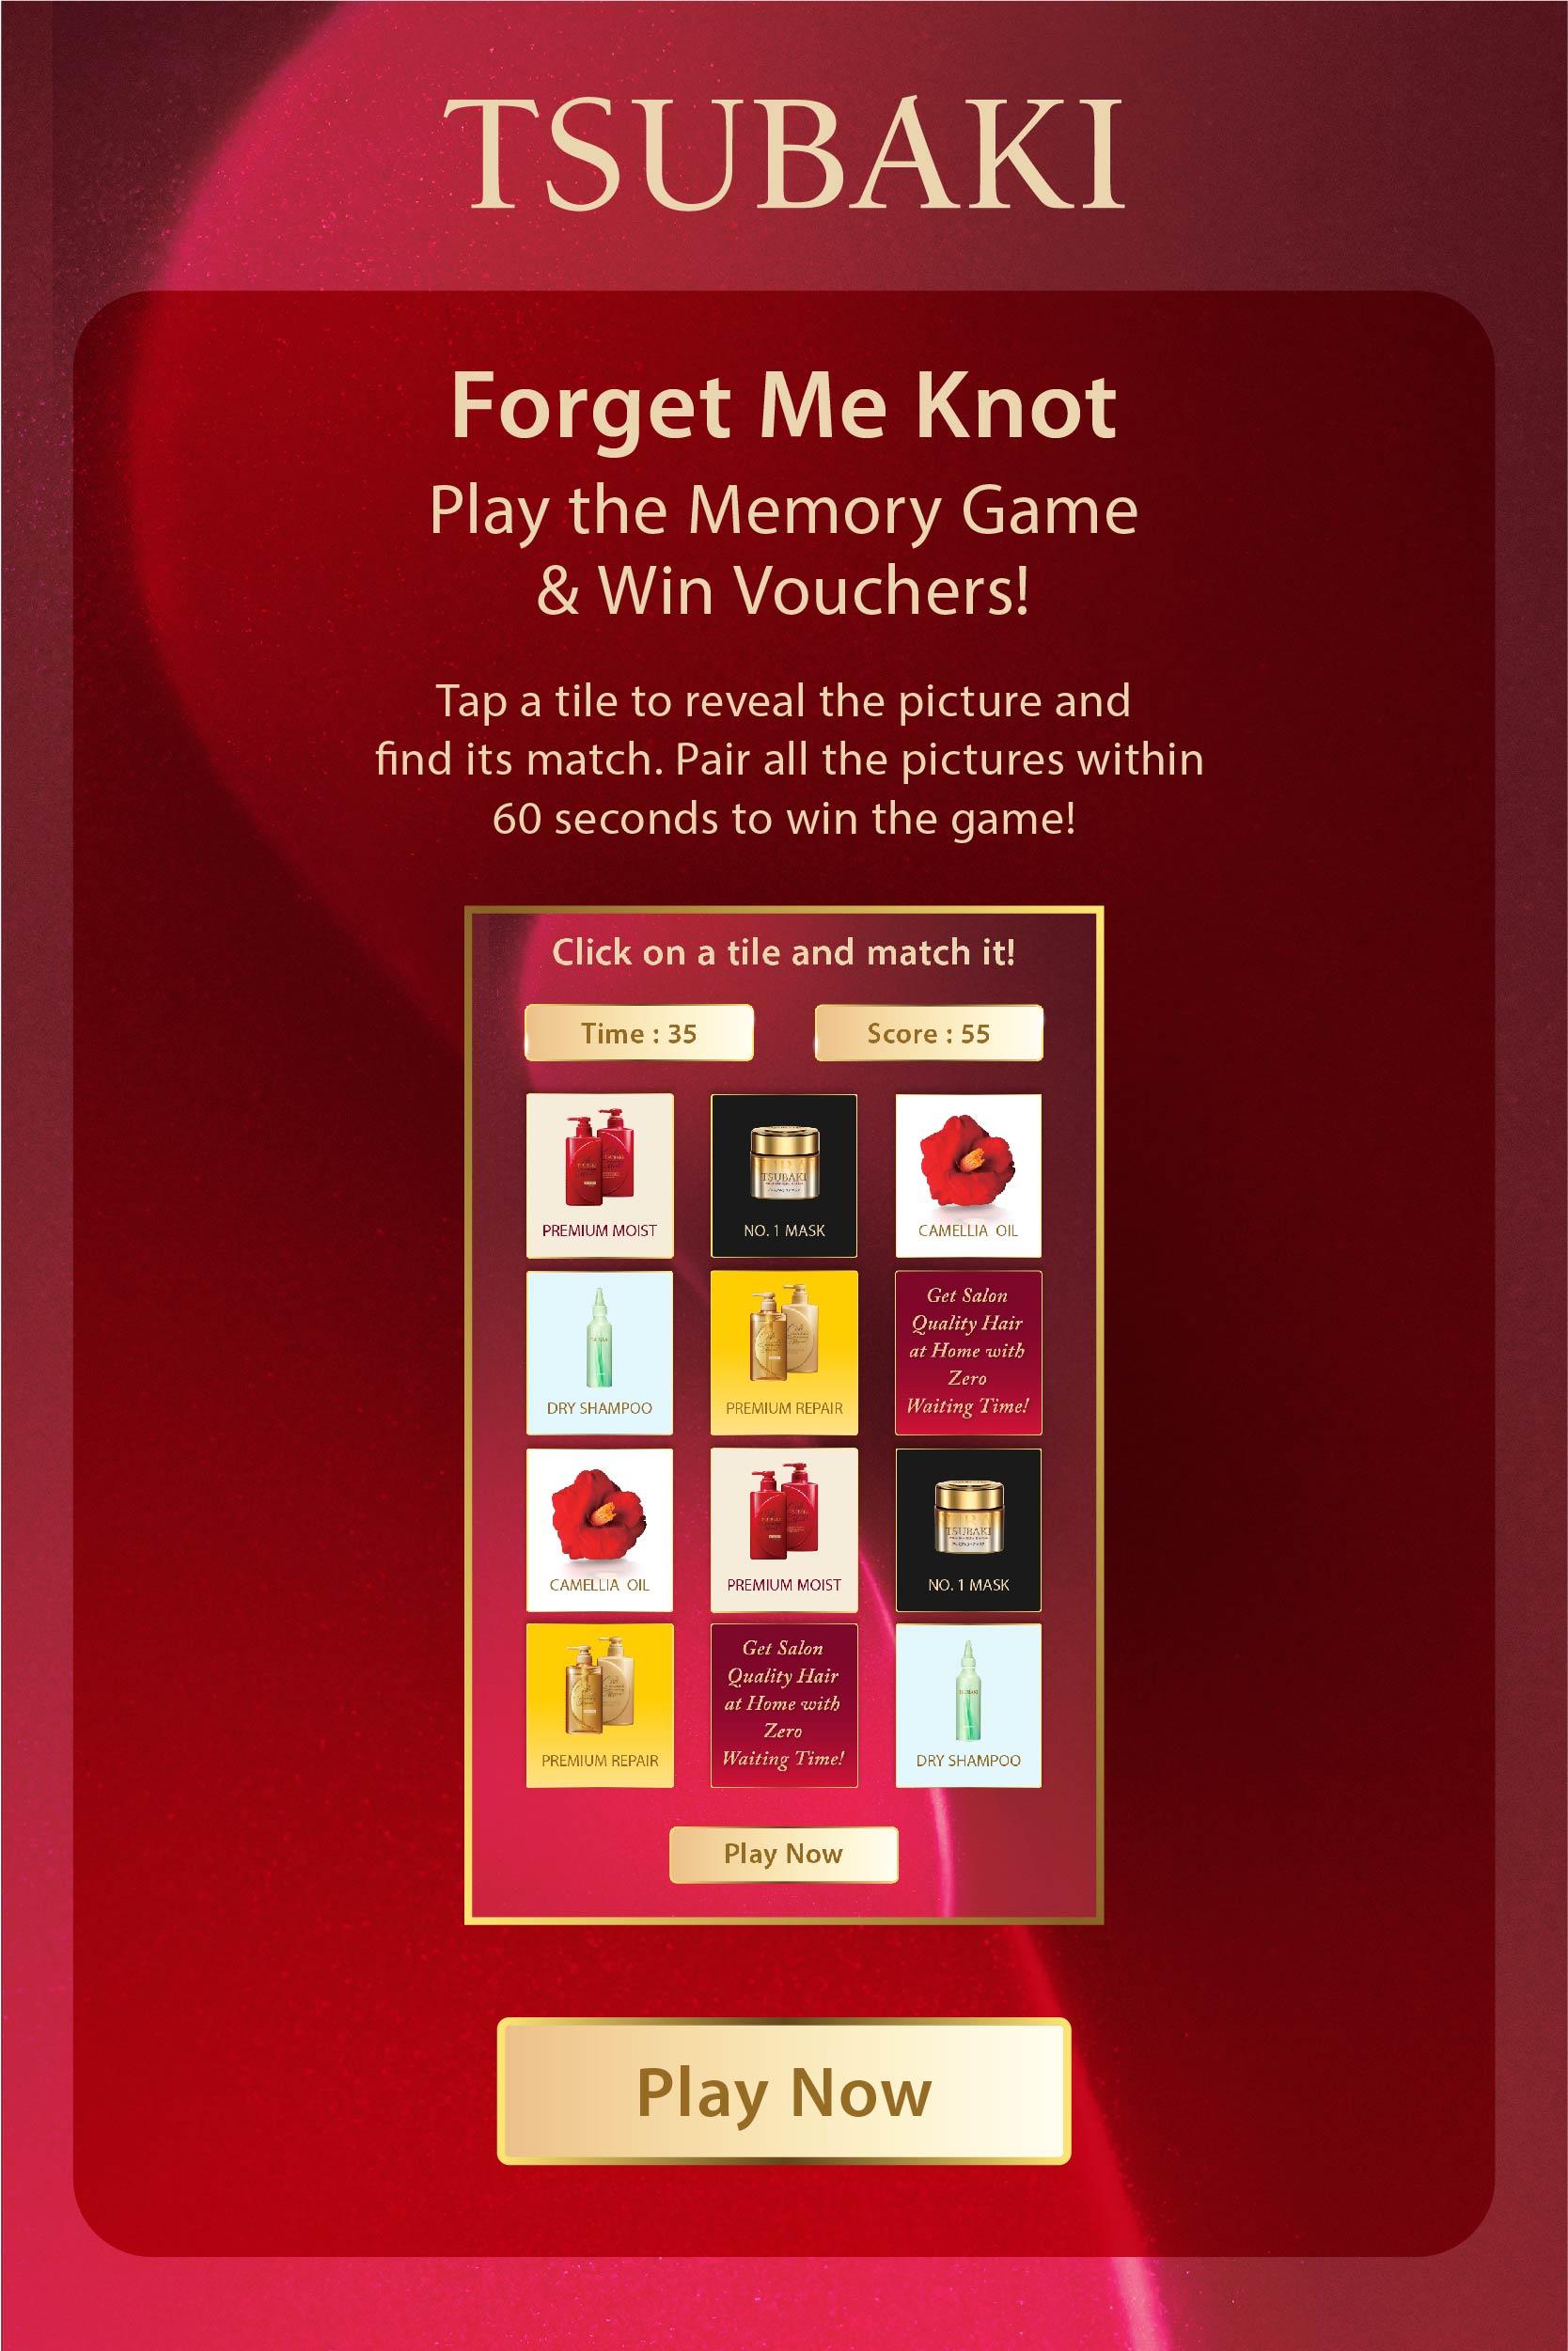 TSUBAKI
Forget Me Knot
Play the Memory Game
& Win Vouchers!
Tap a tile to reveal the picture and
find its match. Pair all the pictures within
60 seconds to win the game!
Click on a tile and match it!
Time : 35
Score : 55
PREMIUM MOIST
TSUBAKI
NO. 1 MASK
CAMELLIA OIL
DRY SHAMPOO
PREMIUM REPAIR
Get Salon
Quality Hair
at Home with
Zero
Waiting Time!
CAMELLIA OIL
PREMIUM MOIST
TSUBAKI
NO. 1 MASK
PREMIUM REPAIR
Get Salon
Quality Hair
at Home with
Zero
Waiting Time!
DRY SHAMPOO
Play Now
Play Now